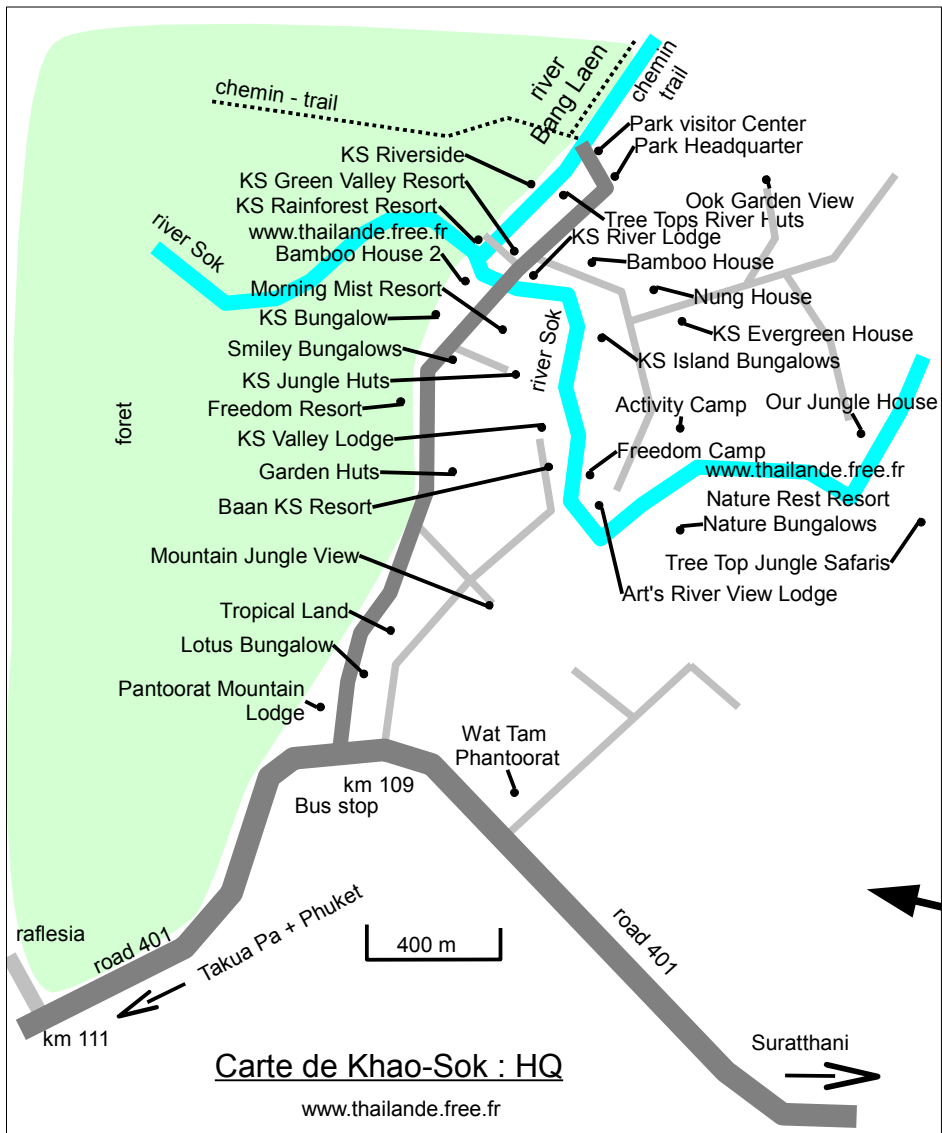 chemin - trail
river
Bang Laen
chemin
trail
Park visitor Center
Park Headquarter
KS Riverside
KS Green Valley Resort
KS Rainforest Resort
www.thailande.free.fr
Bamboo House 2
Ook Garden View
Tree Tops River Huts
KS River Lodge
Bamboo House
river Sok
Morning Mist Resort
Nung House
KS Bungalow
KS Evergreen House
Smiley Bungalows
river Sok
KS Island Bungalows
KS Jungle Huts
Freedom Resort
Activity Camp
Our Jungle House
foret
KS Valley Lodge
Freedom Camp
www.thailande.free.fr
Garden Huts
Baan KS Resort
Nature Rest Resort
Nature Bungalows
Mountain Jungle View
Tree Top Jungle Safaris
Art's River View Lodge
Tropical Land
Lotus Bungalow
Pantoorat Mountain
Lodge
Wat Tam
Phantoorat
km 109
Bus stop
raflesia
road 401
Takua Pa + Phuket
400 m
road 401
km 111
Suratthani
Carte de Khao-Sok : HQ
www.thailande.free.fr